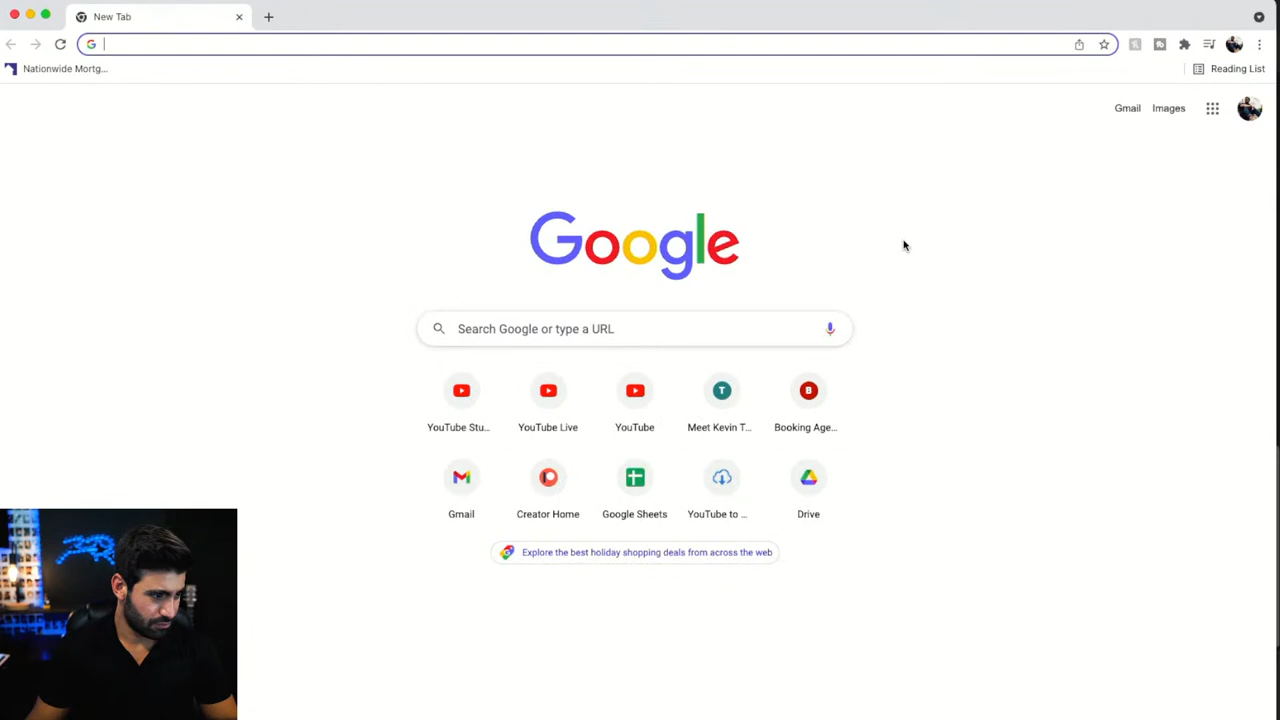 New Tab
Nationwide Mortg...
Reading List
Gmail Images
Google
Search Google or type a URL
YouTube Stu... YouTube Live YouTube Meet Kevin T... Booking Age...
T B
Gmail Creator Home Google Sheets YouTube to ... Drive
Explore the best holiday shopping deals from across the web